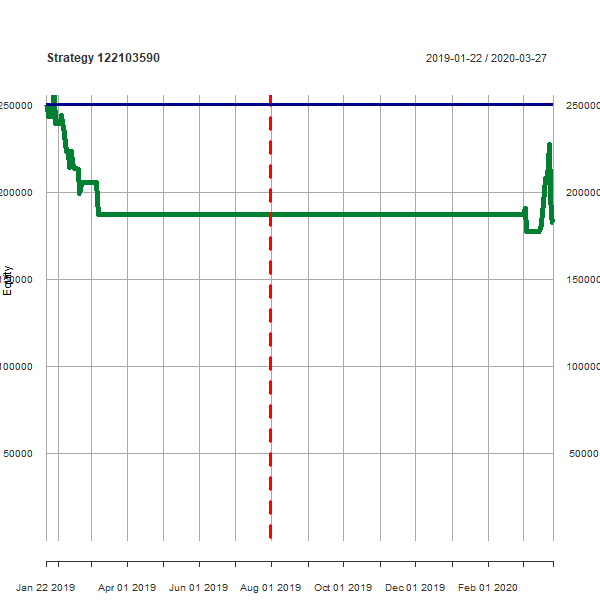 Strategy 122103590
2019-01-22 / 2020-03-27
250000 250000
200000 200000
150000 150000
Equity
100000 100000
50000 50000
Jan 22 2019 Apr 01 2019 Jun 01 2019 Aug 01 2019 Oct 01 2019 Dec 01 2019 Feb 01 2020